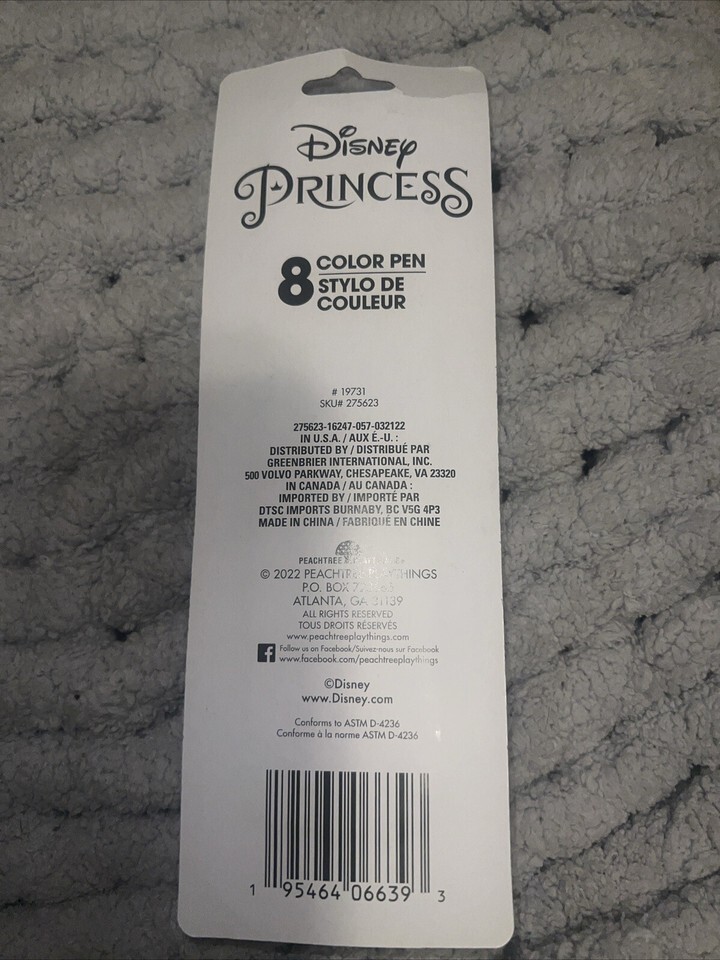 Disney
PRINCESS
8 COLOR PEN
STYLO DE
COULEUR
# 19731
SKU# 275623
275623-16247-057-032122
IN U.S.A. / AUX É.-U. :
DISTRIBUTED BY / DISTRIBUÉ PAR
GREENBRIER INTERNATIONAL, INC.
500 VOLVO PARKWAY, CHESAPEAKE, VA 23320
IN CANADA / AU CANADA :
IMPORTED BY / IMPORTÉ PAR
DTSC IMPORTS BURNABY, BC V5G 4P3
MADE IN CHINA / FABRIQUÉ EN CHINE
PEACHTREE
© 2022
P.O. BOX
ATLANTA, GA 31139
ALL RIGHTS RESERVED
TOUS DROITS RÉSERVÉS
www.peachtreeplaythings.com
Follow us on Facebook/Suivez-nous sur Facebook
www.facebook.com/peachtreeplaythings
©Disney
www.Disney.com
Conforms to ASTM D-4236
Conforme à la norme ASTM D-4236
1 95464 06639 3